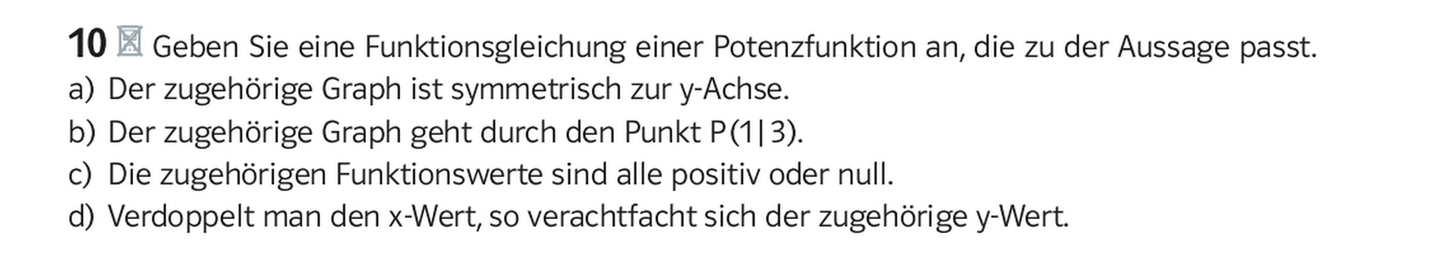 10 Geben Sie eine Funktionsgleichung einer Potenzfunktion an, die zu der Aussage passt.
a) Der zugehörige Graph ist symmetrisch zur y-Achse.
b) Der zugehörige Graph geht durch den Punkt P(1|3).
c) Die zugehörigen Funktionswerte sind alle positiv oder null.
d) Verdoppelt man den x-Wert, so verachtfacht sich der zugehörige y-Wert.